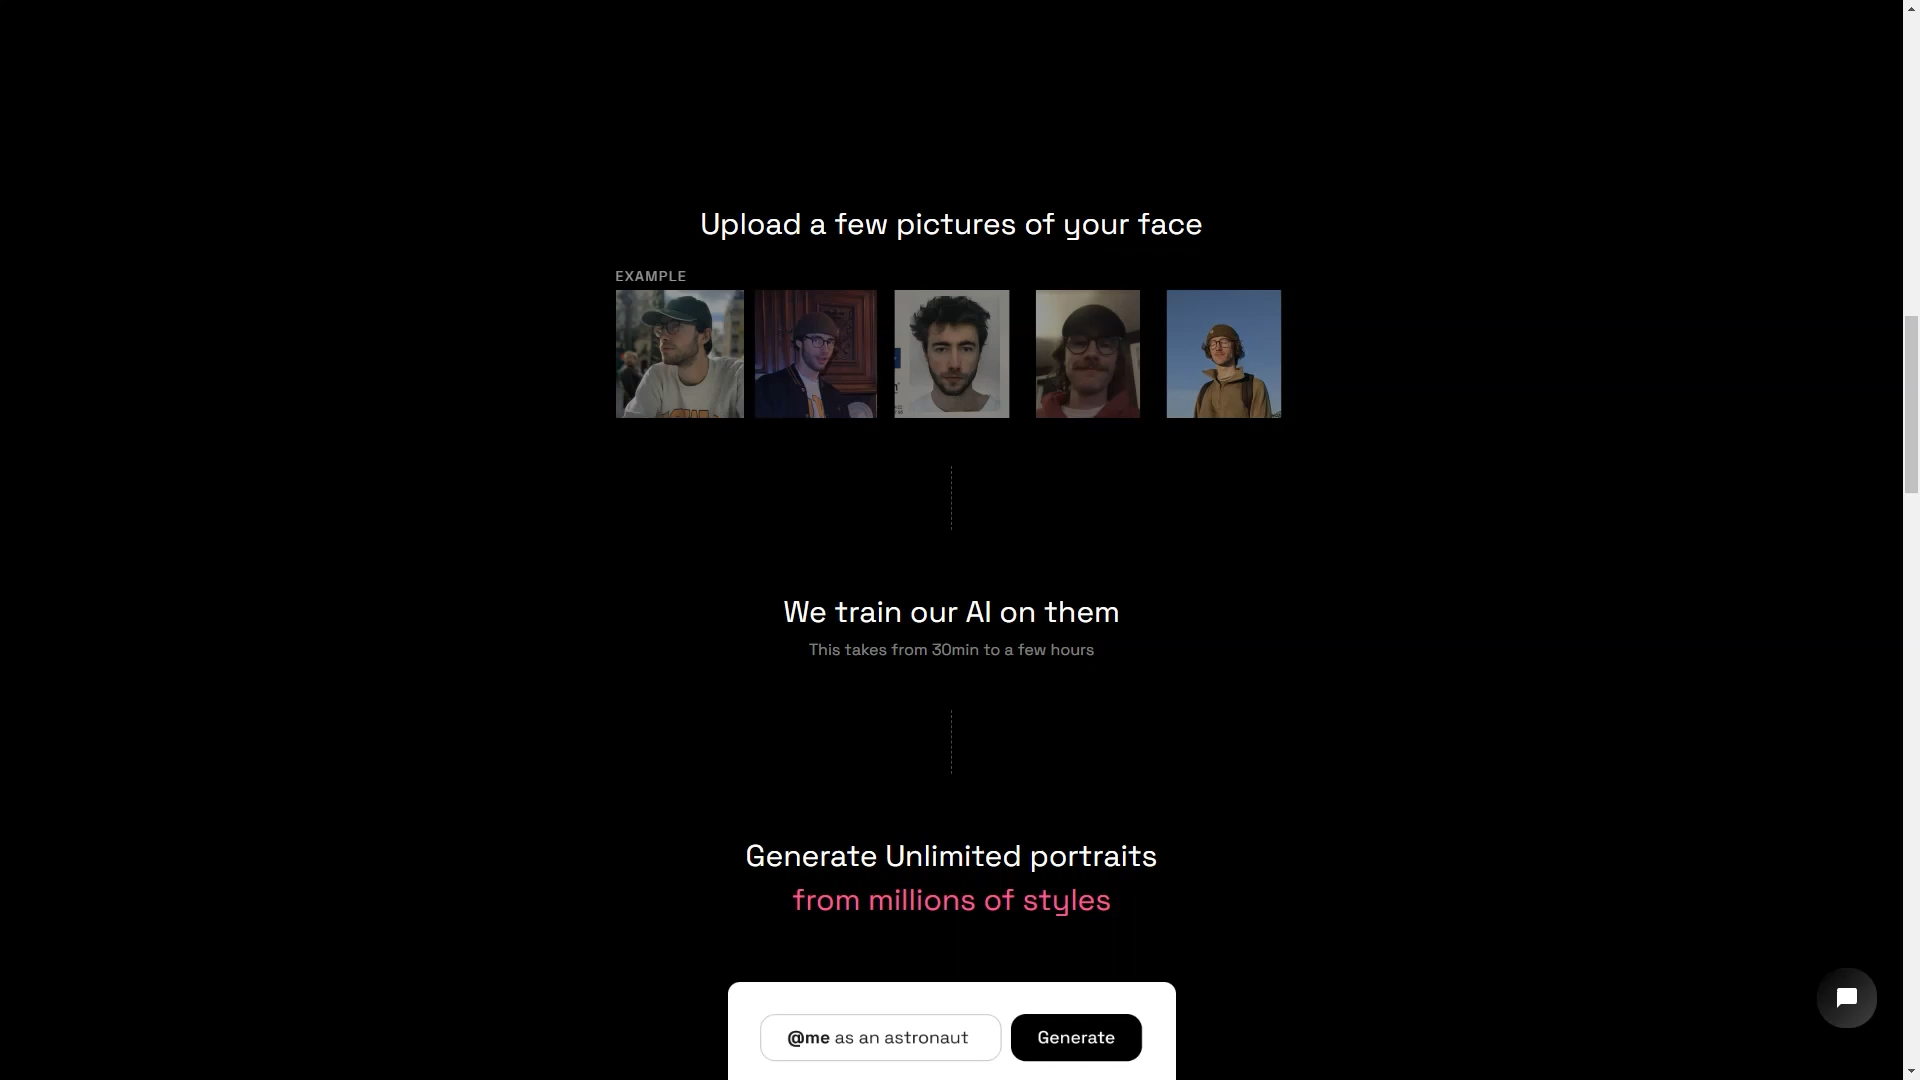 Upload a few pictures of your face
EXAMPLE
We train our AI on them
This takes from 30min to a few hours
Generate Unlimited portraits
from millions of styles
@me as an astronaut
Generate